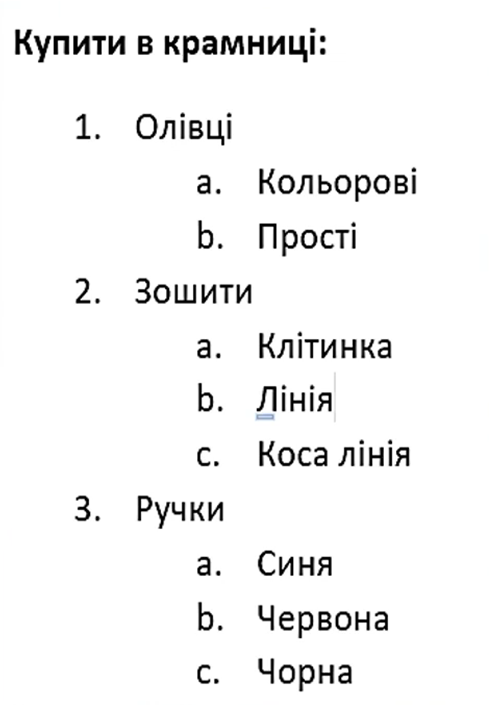 Купити в крамниці:
1. Олівці
a. Кольорові
b. Прості
2. Зошити
a. Клітинка
b. Лінія
c. Коса лінія
3. Ручки
a. Синя
b. Червона
c. Чорна